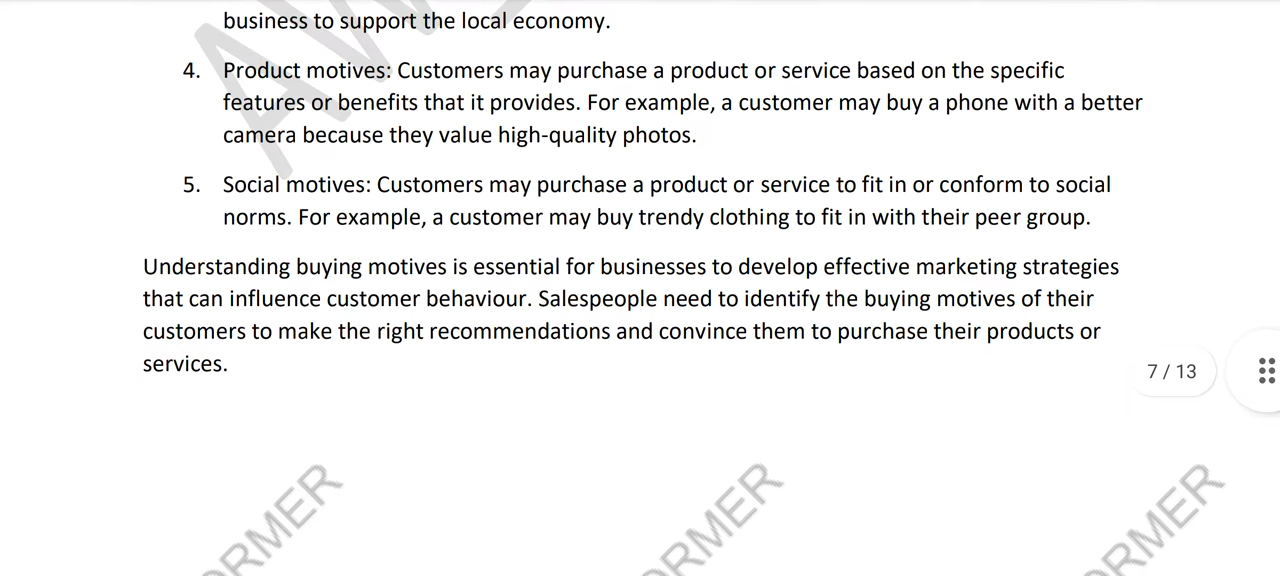 business to support the local economy.
4. Product motives: Customers may purchase a product or service based on the specific
features or benefits that it provides. For example, a customer may buy a phone with a better
camera because they value high-quality photos.
5. Social motives: Customers may purchase a product or service to fit in or conform to social
norms. For example, a customer may buy trendy clothing to fit in with their peer group.
Understanding buying motives is essential for businesses to develop effective marketing strategies
that can influence customer behaviour. Salespeople need to identify the buying motives of their
customers to make the right recommendations and convince them to purchase their products or
services.
7 / 13
ORMER
ORMER
ORMER